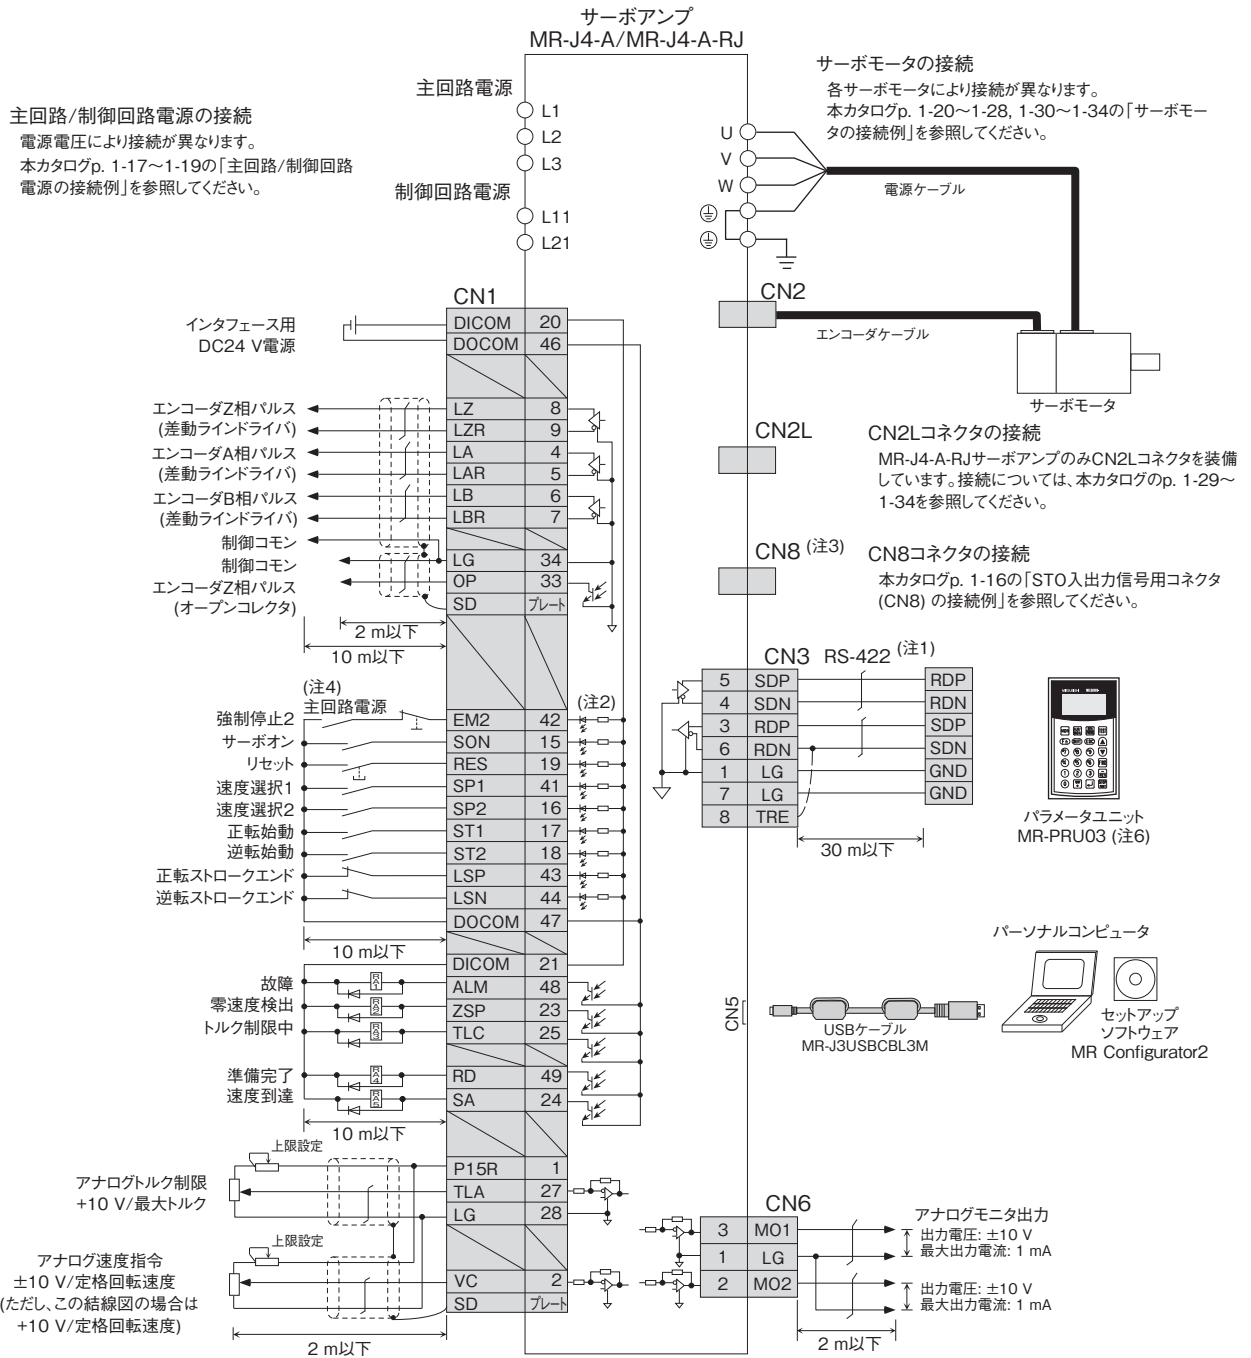 サーボアンプ
MR-J4-A/MR-J4-A-RJ
主回路/制御回路電源の接続
電源電圧により接続が異なります。
本カタログp. 1-17～1-19の「主回路/制御回路
電源の接続例」を参照してください。
主回路電源
L1
L2
L3
制御回路電源
L11
L21
サーボモータの接続
各サーボモータにより接続が異なります。
本カタログp. 1-20～1-28, 1-30～1-34の「サーボモー
タの接続例」を参照してください。
U
V
W
電源ケーブル
CN2
エンコーダケーブル
サーボモータ
CN2L
CN2Lコネクタの接続
MR-J4-A-RJサーボアンプのみCN2Lコネクタを装備
しています。接続については、本カタログのp. 1-29～
1-34を参照してください。
CN8 (注3)
CN8コネクタの接続
本カタログp. 1-16の「STO入出力信号用コネクタ
(CN8) の接続例」を参照してください。
CN1
インタフェース用
DC24 V電源
DICOM 20
DOCOM 46
エンコーダZ相パルス
(差動ラインドライバ)
LZ 8
LZR 9
エンコーダA相パルス
(差動ラインドライバ)
LA 4
LAR 5
エンコーダB相パルス
(差動ラインドライバ)
LB 6
LBR 7
制御コモン
制御コモン
LG 34
エンコーダZ相パルス
(オープンコレクタ)
OP 33
SD プレート
2 m以下
10 m以下
(注4)
主回路電源
(注2)
強制停止2 EM2 42
サーボオン SON 15
リセット RES 19
速度選択1 SP1 41
速度選択2 SP2 16
正転始動 ST1 17
逆転始動 ST2 18
正転ストロークエンド LSP 43
逆転ストロークエンド LSN 44
DOCOM 47
10 m以下
DICOM 21
故障 RA1 ALM 48
零速度検出 RA2 ZSP 23
トルク制限中 RA3 TLC 25
準備完了 RA4 RD 49
速度到達 RA5 SA 24
10 m以下
上限設定
アナログトルク制限
+10 V/最大トルク
P15R 1
TLA 27
LG 28
上限設定
アナログ速度指令
±10 V/定格回転速度
(ただし、この結線図の場合は
+10 V/定格回転速度)
VC 2
SD プレート
2 m以下
CN3 RS-422 (注1)
5 SDP RDP
4 SDN RDN
3 RDP SDP
6 RDN SDN
1 LG GND
7 LG GND
8 TRE
30 m以下
パラメータユニット
MR-PRU03 (注6)
CN5
USBケーブル
MR-J3USBCBL3M
パーソナルコンピュータ
セットアップ
ソフトウェア
MR Configurator2
CN6
3 MO1
1 LG
2 MO2
アナログモニタ出力
出力電圧: ±10 V
最大出力電流: 1 mA
出力電圧: ±10 V
最大出力電流: 1 mA
2 m以下